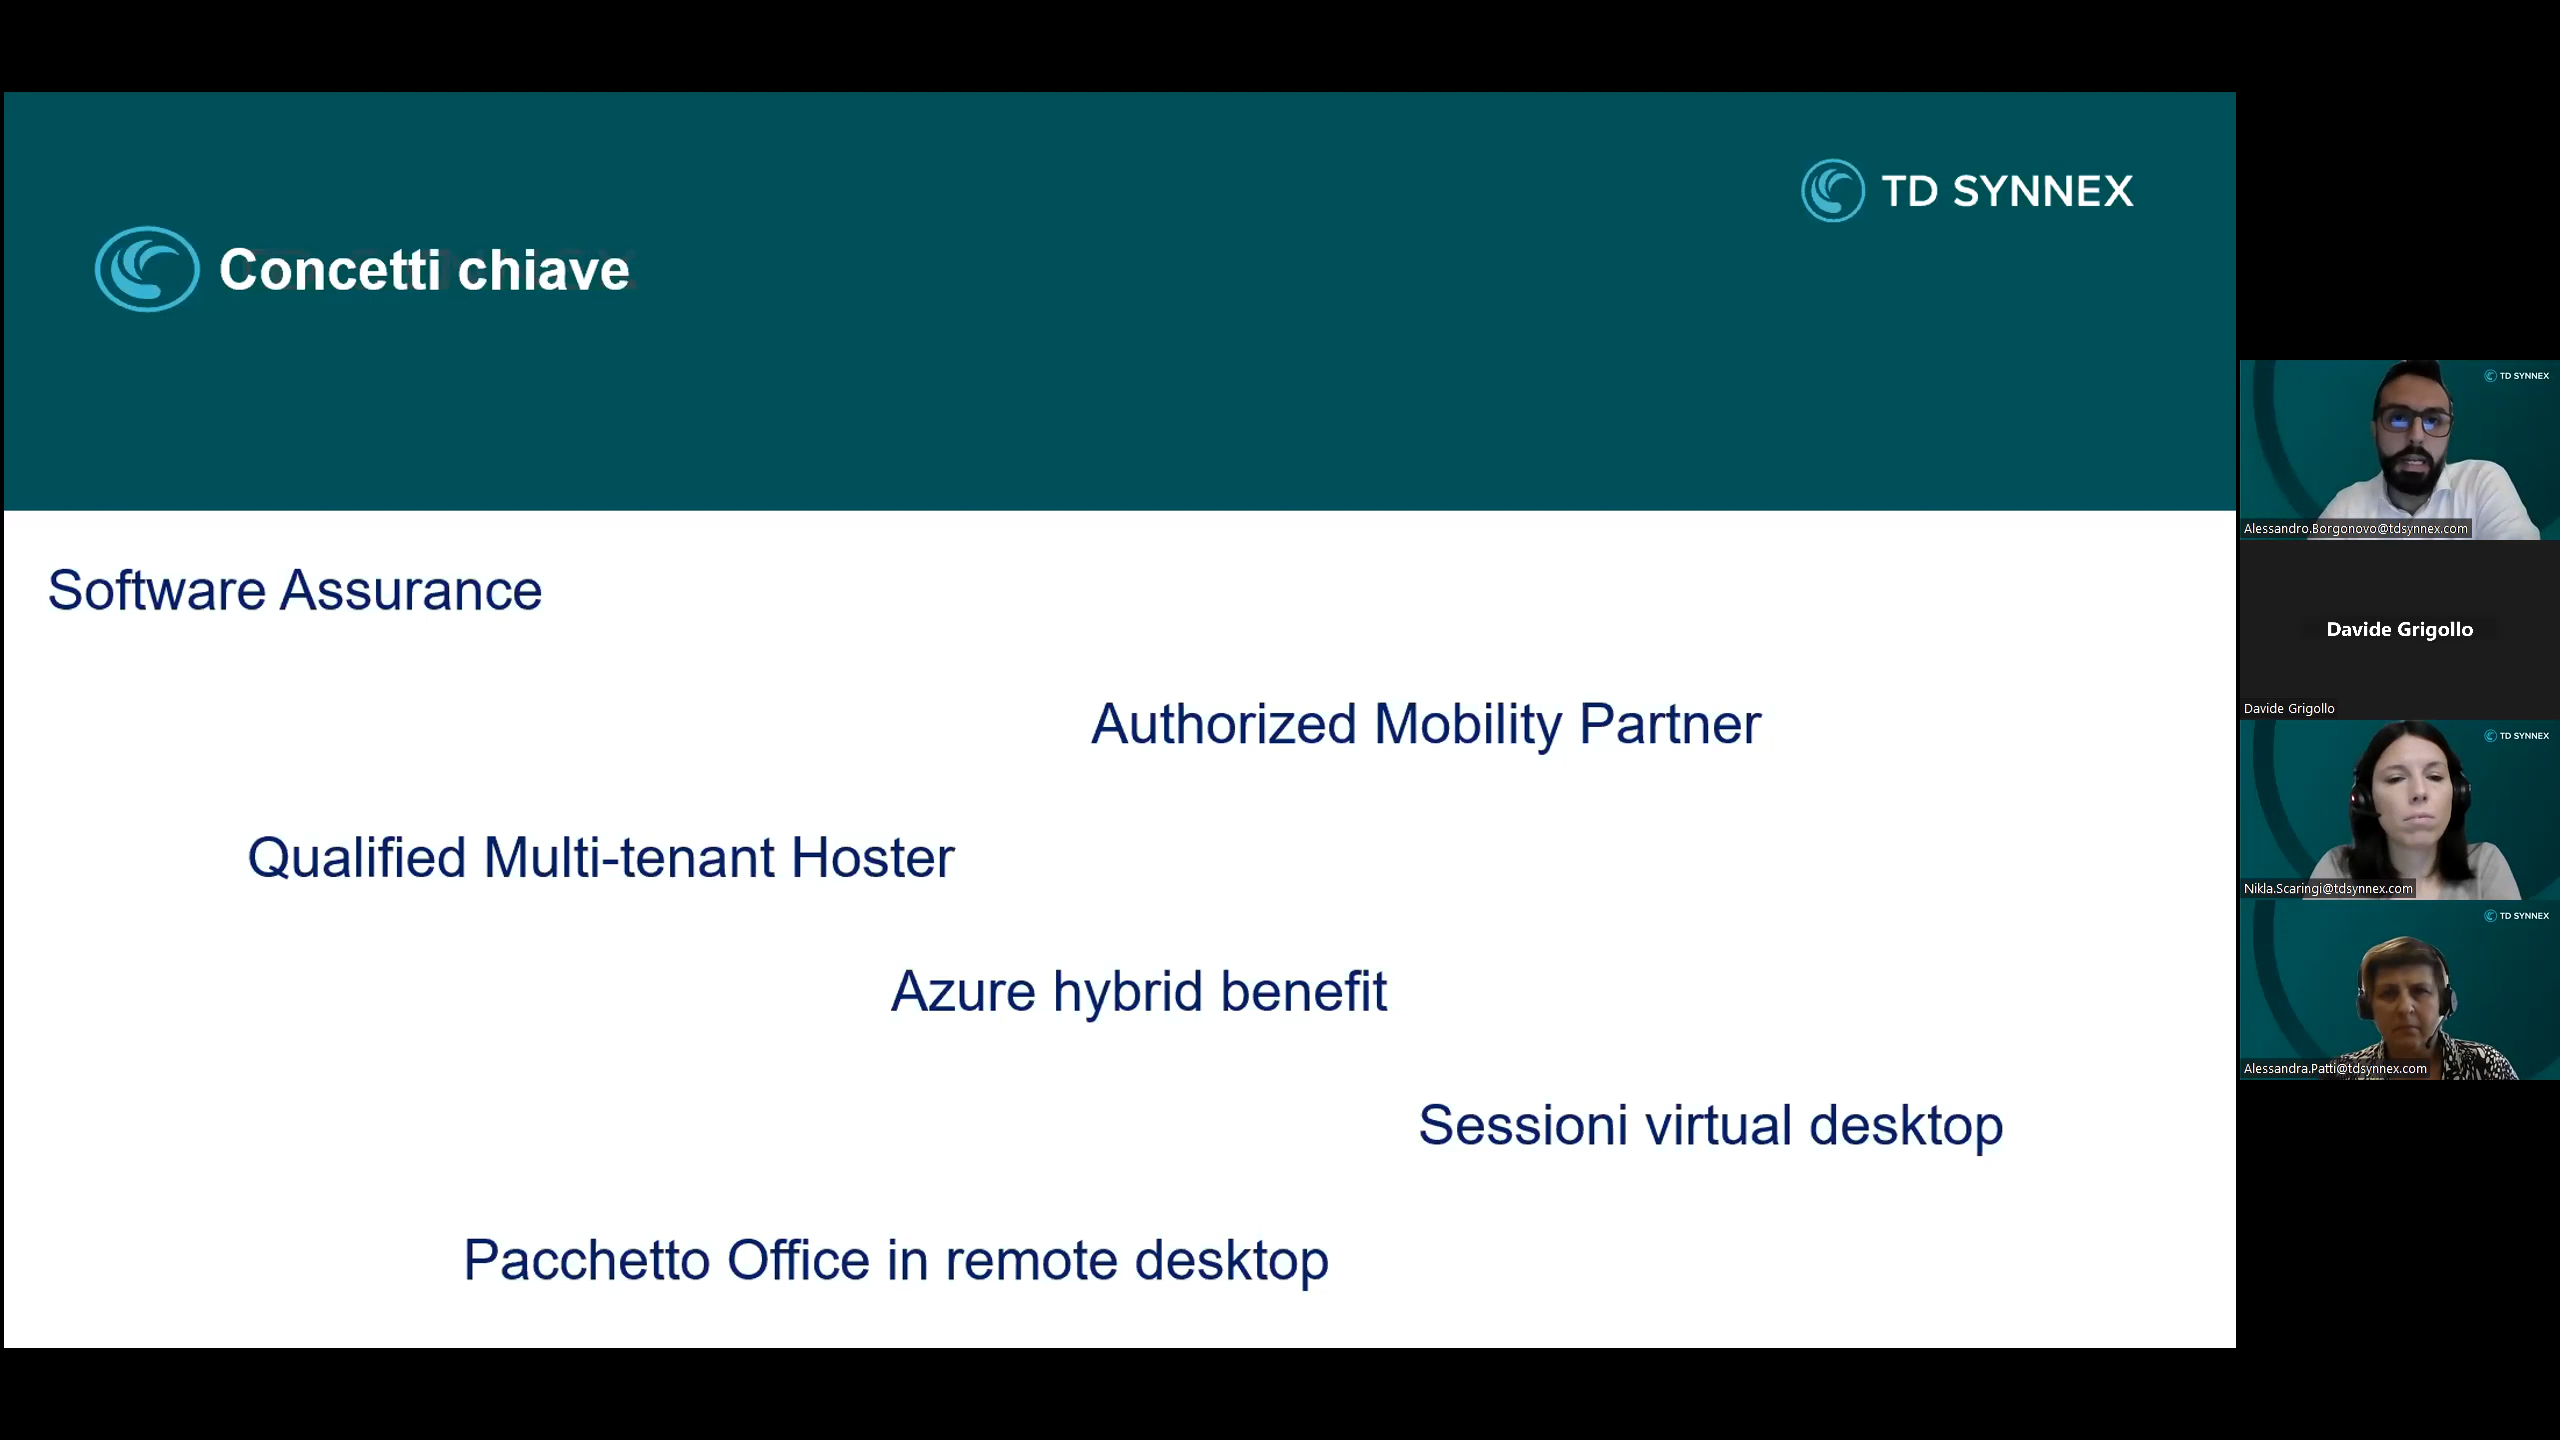 TD SYNNEX
Concetti chiave
Software Assurance
Authorized Mobility Partner
Qualified Multi-tenant Hoster
Azure hybrid benefit
Sessioni virtual desktop
Pacchetto Office in remote desktop
TD SYNNEX
Alessandro.Borgonovo@tdsynnex.com
Davide Grigollo
Davide Grigollo
TD SYNNEX
Nikla.Scaringi@tdsynnex.com
TD SYNNEX
Alessandra.Patti@tdsynnex.com